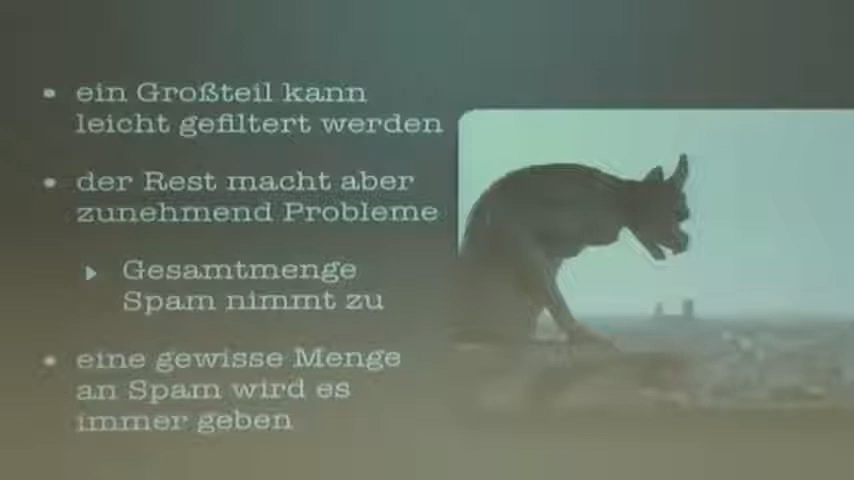 • ein Großteil kann
leicht gefiltert werden
• der Rest macht aber
zunehmend Probleme
▸ Gesamtmenge
Spam nimmt zu
• eine gewisse Menge
an Spam wird es
immer geben